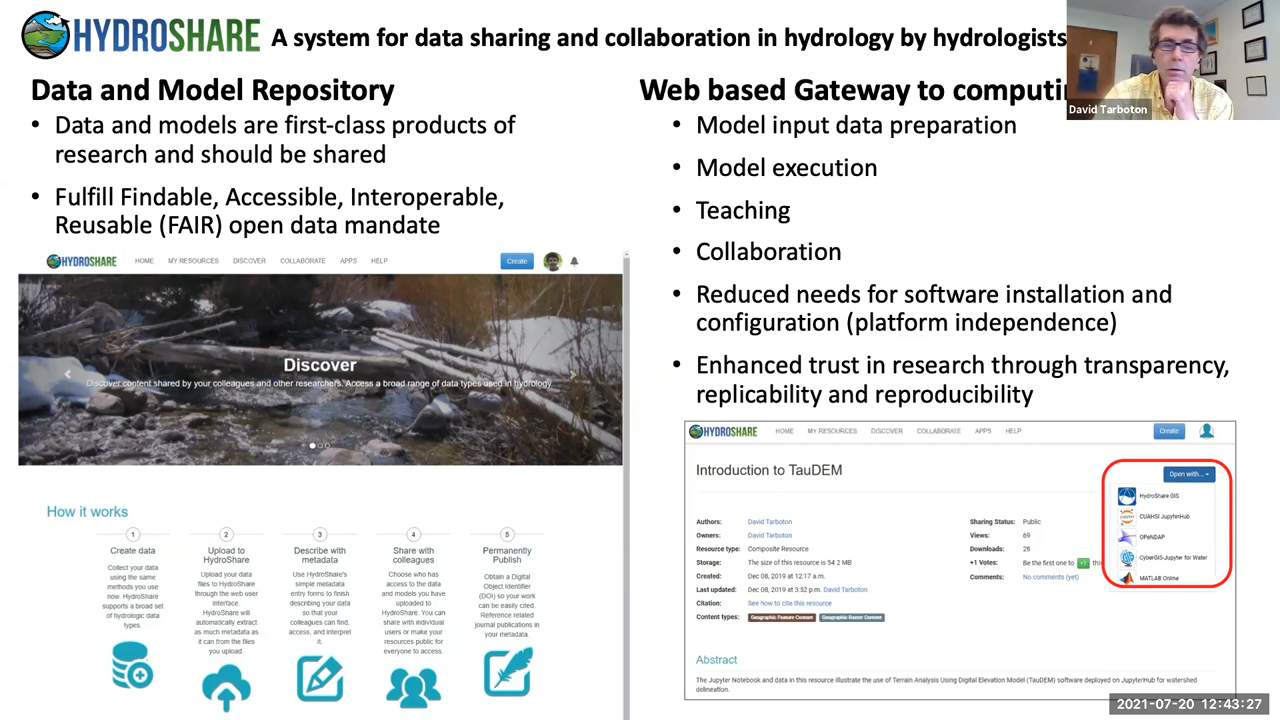 HYDROSHARE A system for data sharing and collaboration in hydrology by hydrologists
David Tarboton
Data and Model Repository
• Data and models are first-class products of
research and should be shared
• Fulfill Findable, Accessible, Interoperable,
Reusable (FAIR) open data mandate
HYDROSHARE HOME MY RESOURCES DISCOVER COLLABORATE APPS HELP Create
Discover
Discover content shared by your colleagues and other researchers. Access a broad range of data types used in hydrology.
How it works
1
Create data
Collect your data
using the same
methods you use
now. HydroShare
supports a broad set
of hydrologic data
types.
2
Upload to
HydroShare
Upload your data
files to HydroShare
through the web user
interface.
HydroShare will
automatically extract
as much metadata as
it can from the files
you upload.
3
Describe with
metadata
Use HydroShare's
simple metadata
entry forms to finish
describing your data
so that your
colleagues can find,
access, and interpret
it.
4
Share with
colleagues
Choose who has
access to the data
and models you have
uploaded to
HydroShare. You can
share with individual
users or make your
resources public for
everyone to access.
5
Permanently
Publish
Obtain a Digital
Object Identifier
(DOI) so your work
can be easily cited.
Reference related
journal publications in
your metadata.
Web based Gateway to computi
• Model input data preparation
• Model execution
• Teaching
• Collaboration
• Reduced needs for software installation and
configuration (platform independence)
• Enhanced trust in research through transparency,
replicability and reproducibility
HYDROSHARE HOME MY RESOURCES DISCOVER COLLABORATE APPS HELP Create
Introduction to TauDEM
Open with...
HydroShare GIS
CUAHSI JupyterHub
OPeNDAP
CyberGIS-Jupyter for Water
MATLAB Online
Authors: David Tarboton
Owners: David Tarboton
Resource type: Composite Resource
Storage: The size of this resource is 54.2 MB
Created: Dec 08, 2019 at 12:17 a.m.
Last updated: Dec 08, 2019 at 3:52 p.m. David Tarboton
Citation: See how to cite this resource
Content types: Geographic Feature Content Geographic Raster Content
Sharing Status: Public
Views: 69
Downloads: 26
+1 Votes: Be the first one to +1 thi
Comments: No comments (yet)
Abstract
The Jupyter Notebook and data in this resource illustrate the use of Terrain Analysis Using Digital Elevation Model (TauDEM) software deployed on JupyterHub for watershed
delineation.
2021-07-20 12:43:27